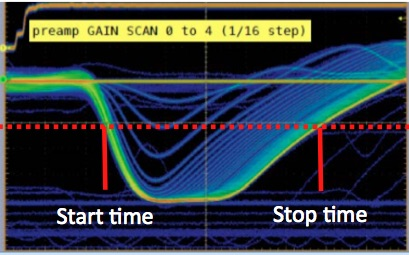 preamp GAIN SCAN 0 to 4 (1/16 step)
Start time
Stop time